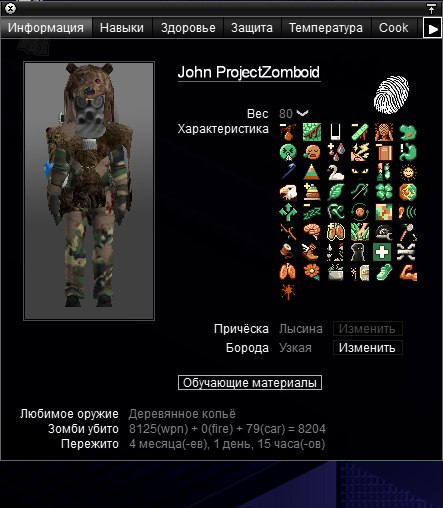 Информация Навыки Здоровье Защита Температура Cook
John ProjectZomboid
Вес 80
Характеристика
Причёска Лысина Изменить
Борода Узкая Изменить
Обучающие материалы
Любимое оружие Деревянное копьё
Зомби убито 8125(wpn) + 0(fire) + 79(car) = 8204
Пережито 4 месяца(-ев), 1 день, 15 часа(-ов)